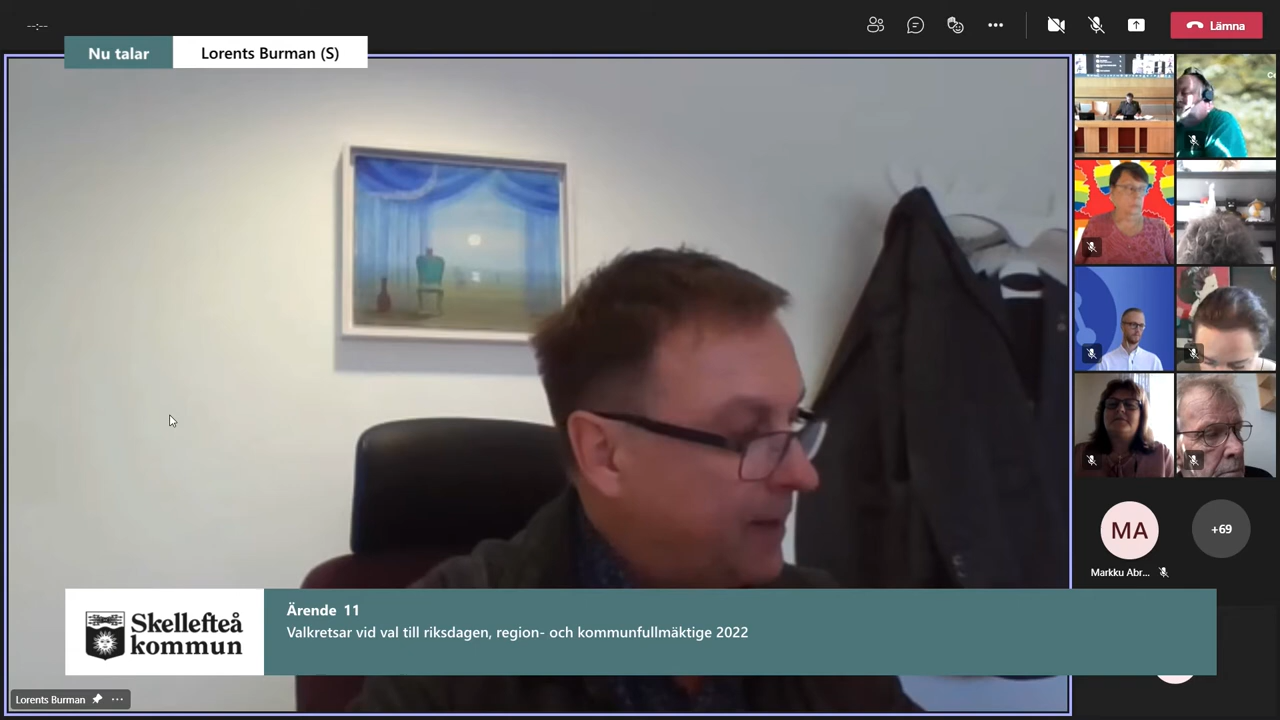 --:--
Lämna
Nu talar
Lorents Burman (S)
MA
+69
Markku Abr...
Skellefteå
kommun
Ärende 11
Valkretsar vid val till riksdagen, region- och kommunfullmäktige 2022
Lorents Burman